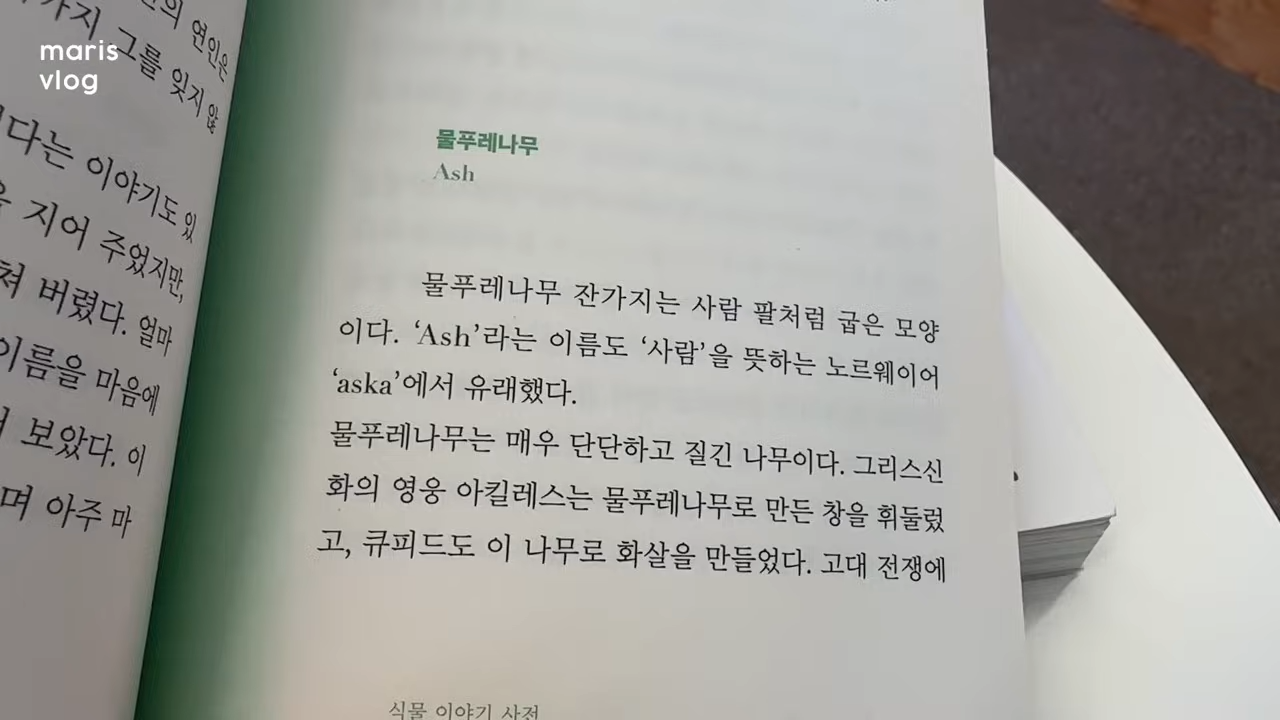 maris
vlog
의 연인은
가지 그를 잊지 않
다는 이야기도 있
지어 주었지만,
쳐 버렸다. 얼마
이름을 마음에
보았다. 이
며 아주 마
물푸레나무
Ash
물푸레나무 잔가지는 사람 팔처럼 굽은 모양
이다. ‘Ash’라는 이름도 ‘사람’을 뜻하는 노르웨이어
‘aska’에서 유래했다.
물푸레나무는 매우 단단하고 질긴 나무이다. 그리스신
화의 영웅 아킬레스는 물푸레나무로 만든 창을 휘둘렀
고, 큐피드도 이 나무로 화살을 만들었다. 고대 전쟁에
식물 이야기 사전